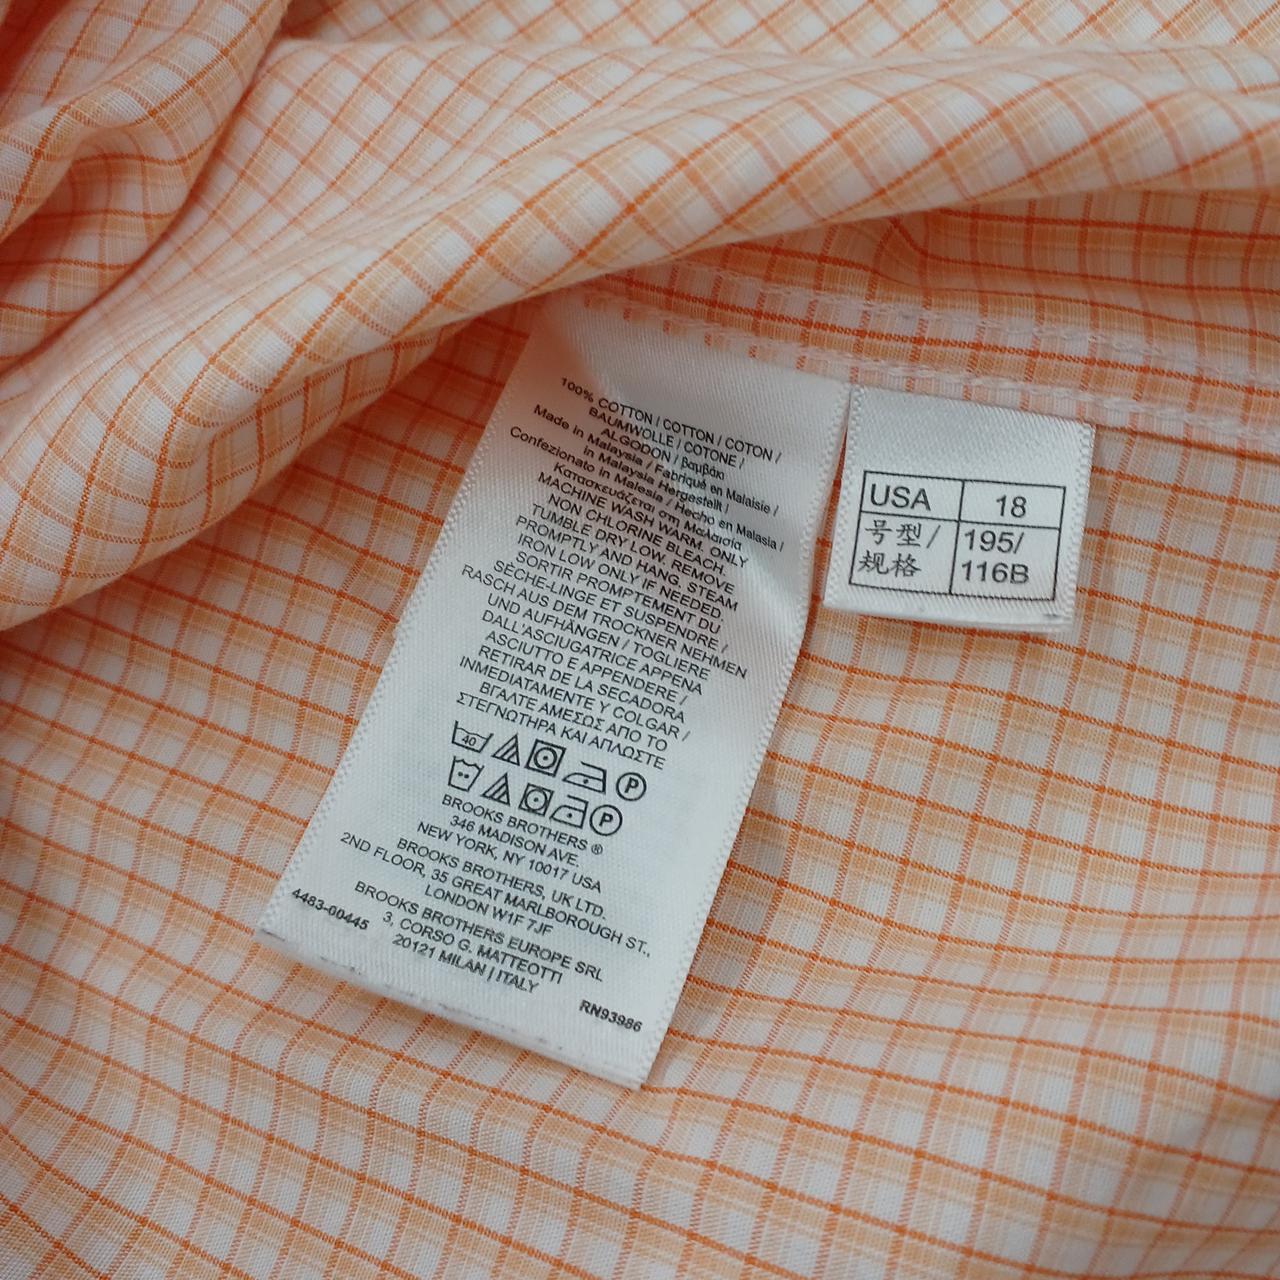 100% COTTON / COTTON / COTON /
BAUMWOLLE / COTONE /
ALGODON / βαμβάκι
Made in Malaysia / Fabriqué en Malaisie /
in Malaysia Hergestellt /
Confezionato in Malesia / Hecho en Malasia /
Κατασκευάζεται στη Μαλαισία
MACHINE WASH WARM. ONLY
NON CHLORINE BLEACH.
TUMBLE DRY LOW. REMOVE
PROMPTLY AND HANG. STEAM
IRON LOW ONLY IF NEEDED.
SORTIR PROMPTEMENT DU
SÈCHE-LINGE ET SUSPENDRE /
RASCH AUS DEM TROCKNER NEHMEN
UND AUFHÄNGEN / TOGLIERE
DALL'ASCIUGATRICE APPENA
ASCIUTTO E APPENDERE /
RETIRAR DE LA SECADORA
INMEDIATAMENTE Y COLGAR /
ΒΓΑΛΤΕ ΑΜΕΣΩΣ ΑΠΟ ΤΟ
ΣΤΕΓΝΩΤΗΡΑ ΚΑΙ ΑΠΛΩΣΤΕ
40 P
P
BROOKS BROTHERS ®
346 MADISON AVE.
NEW YORK, NY 10017 USA
BROOKS BROTHERS, UK LTD.
2ND FLOOR, 35 GREAT MARLBOROUGH ST.,
LONDON W1F 7JF
BROOKS BROTHERS EUROPE SRL
3, CORSO G. MATTEOTTI
20121 MILAN | ITALY
4483-00445
RN93986
USA 18
号型/ 195/
规格 116B